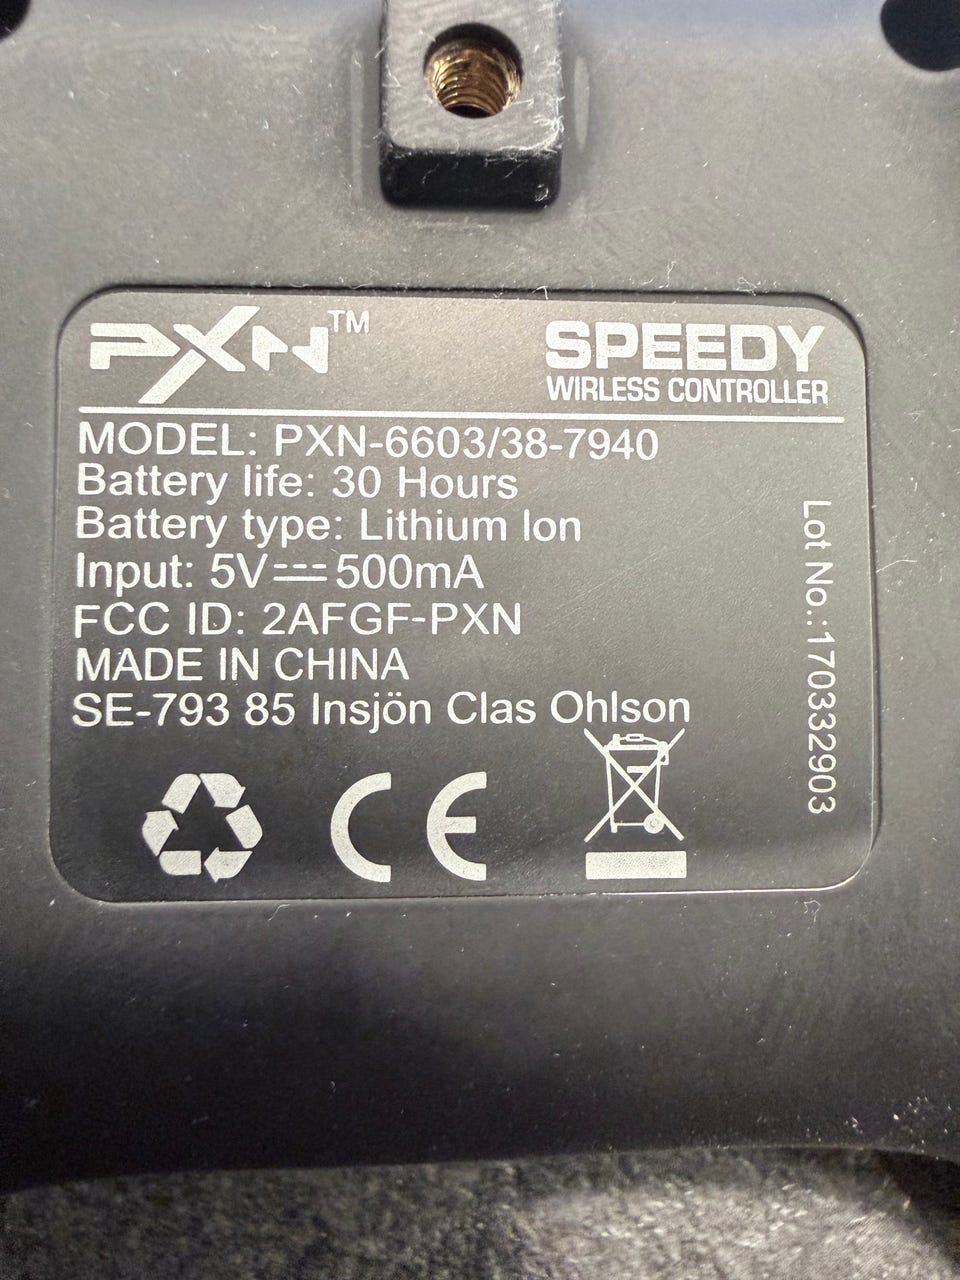 PXN™
SPEEDY
WIRLESS CONTROLLER
MODEL: PXN-6603/38-7940
Battery life: 30 Hours
Battery type: Lithium Ion
Input: 5V⎓500mA
FCC ID: 2AFGF-PXN
MADE IN CHINA
SE-793 85 Insjön Clas Ohlson
CE
Lot No.:170332903